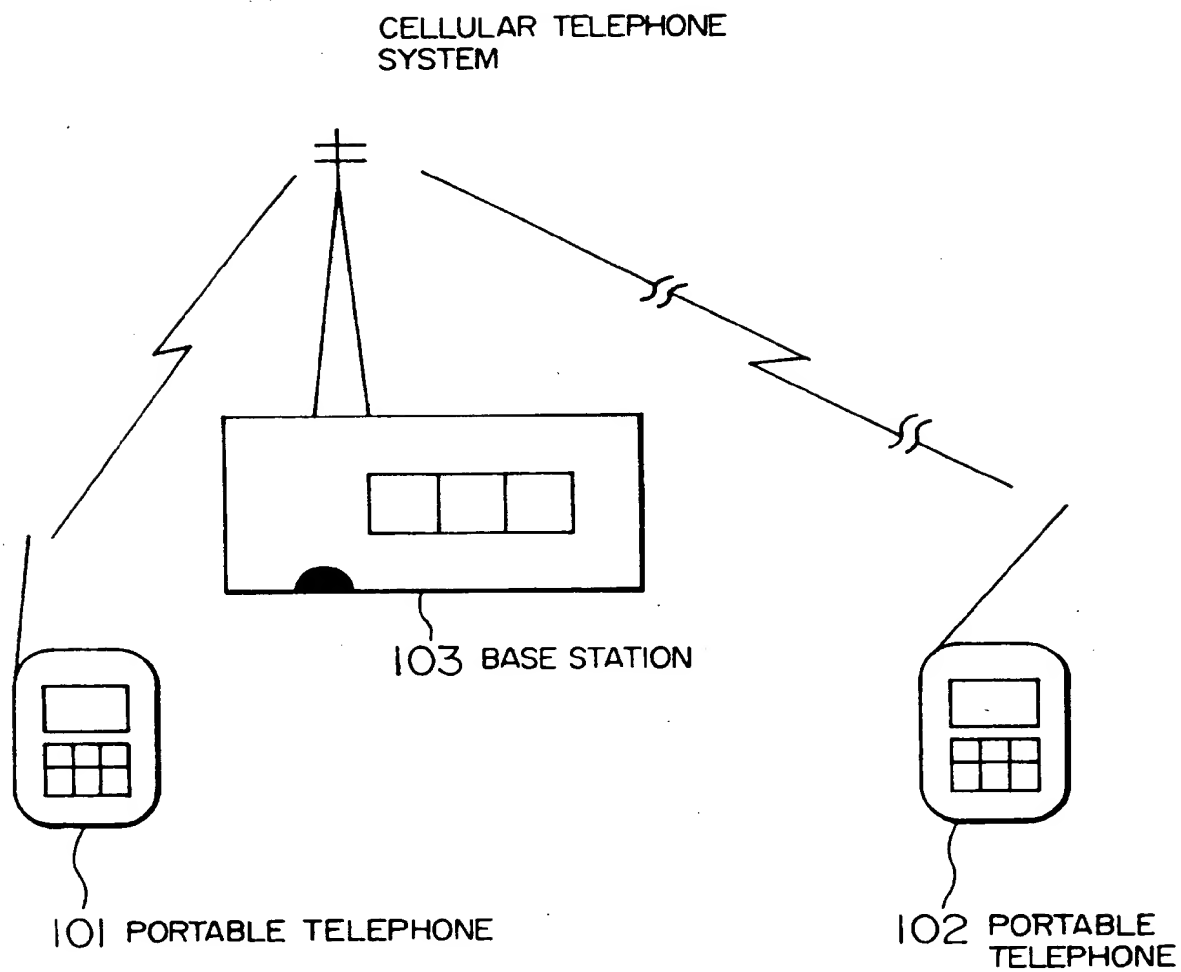 CELLULAR TELEPHONE
SYSTEM
103 BASE STATION
101 PORTABLE TELEPHONE
102 PORTABLE
TELEPHONE